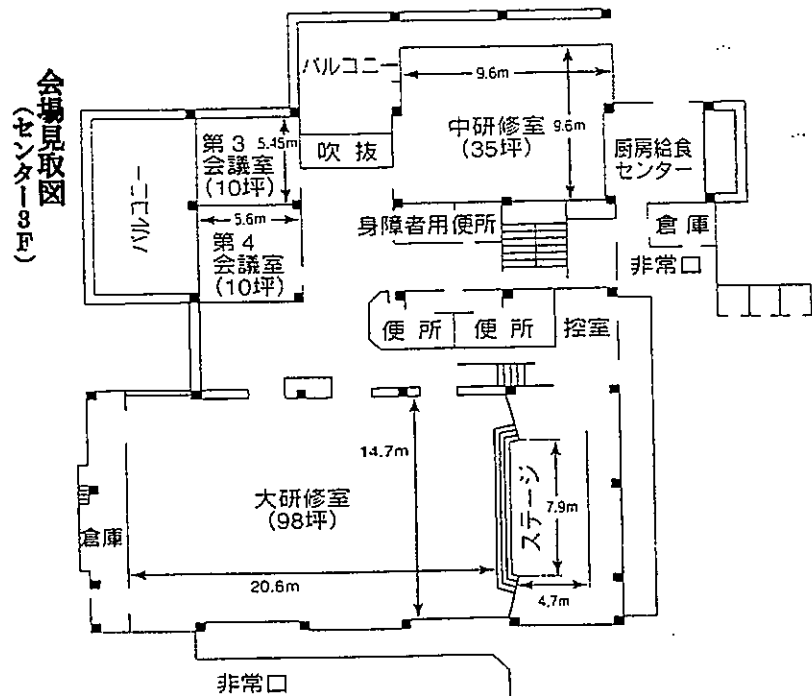 会場見取図
(センター3F)
バルコニー
9.6m
9.6m
中研修室
(35坪)
厨房給食
センター
第3
会議室
(10坪)
5.45m
吹抜
バルコニー
5.6m
第4
会議室
(10坪)
身障者用便所
倉庫
非常口
便所
便所
控室
14.7m
大研修室
(98坪)
ステージ
7.9m
倉庫
20.6m
4.7m
非常口